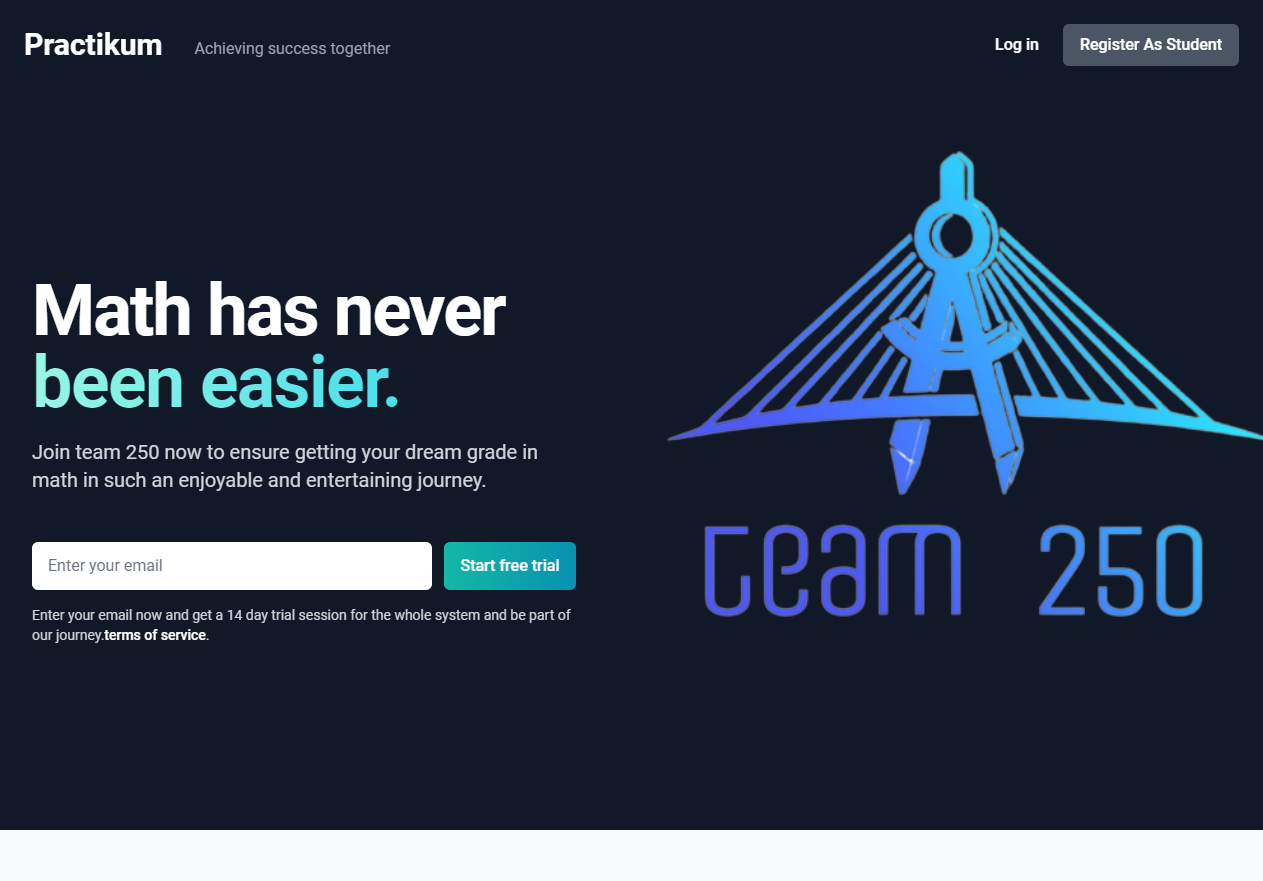 Practikum
Achieving success together
Log in
Register As Student
Math has never
been easier.
Join team 250 now to ensure getting your dream grade in
math in such an enjoyable and entertaining journey.
Enter your email
Start free trial
Enter your email now and get a 14 day trial session for the whole system and be part of
our journey.terms of service.
team 250